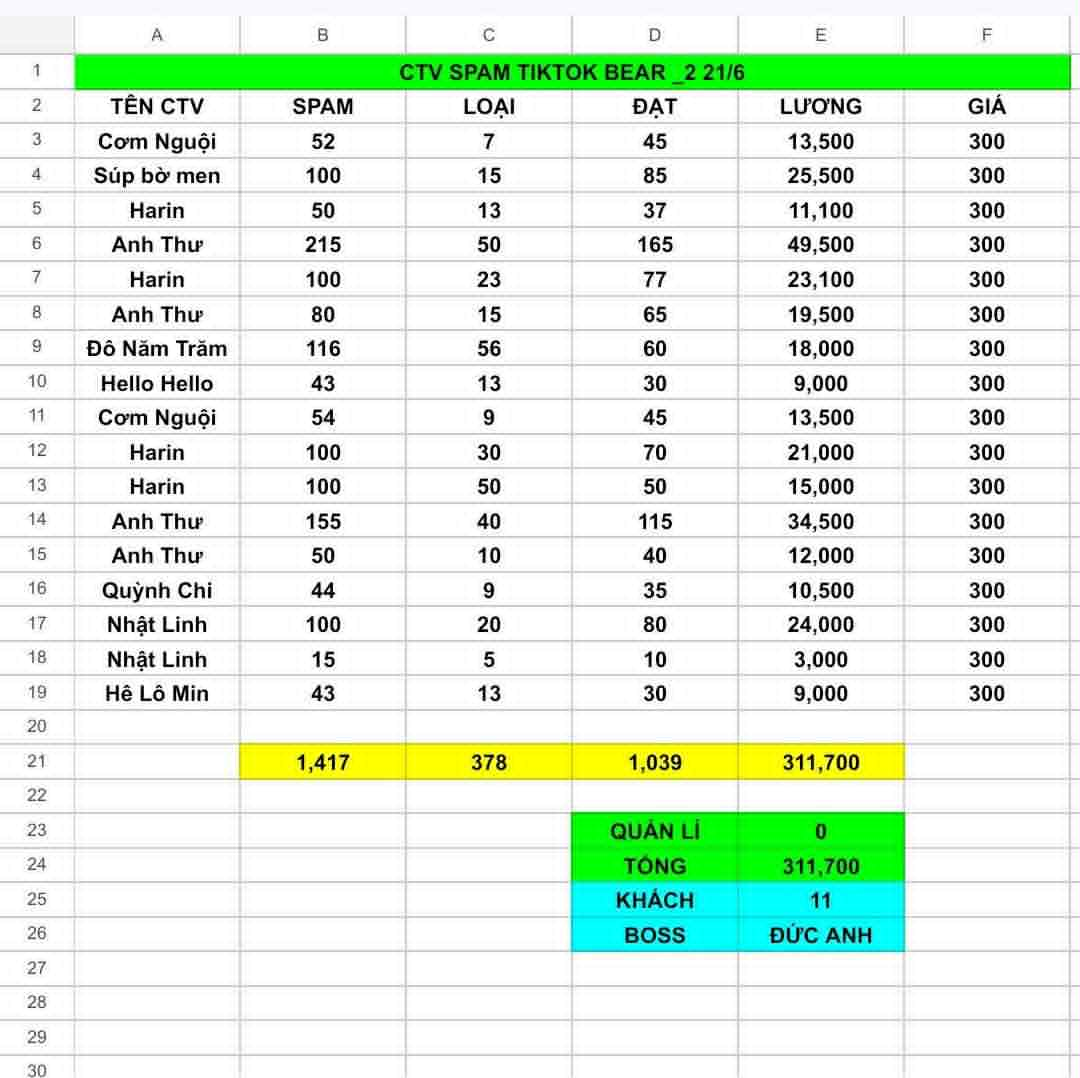 A B C D E F
1 CTV SPAM TIKTOK BEAR _2 21/6
2 TÊN CTV SPAM LOẠI ĐẠT LƯƠNG GIÁ
3 Cơm Nguội 52 7 45 13,500 300
4 Súp bờ men 100 15 85 25,500 300
5 Harin 50 13 37 11,100 300
6 Anh Thư 215 50 165 49,500 300
7 Harin 100 23 77 23,100 300
8 Anh Thư 80 15 65 19,500 300
9 Đô Năm Trăm 116 56 60 18,000 300
10 Hello Hello 43 13 30 9,000 300
11 Cơm Nguội 54 9 45 13,500 300
12 Harin 100 30 70 21,000 300
13 Harin 100 50 50 15,000 300
14 Anh Thư 155 40 115 34,500 300
15 Anh Thư 50 10 40 12,000 300
16 Quỳnh Chi 44 9 35 10,500 300
17 Nhật Linh 100 20 80 24,000 300
18 Nhật Linh 15 5 10 3,000 300
19 Hê Lô Min 43 13 30 9,000 300
20
21 1,417 378 1,039 311,700
22
23 QUẢN LÍ 0
24 TỔNG 311,700
25 KHÁCH 11
26 BOSS ĐỨC ANH
27
28
29
30